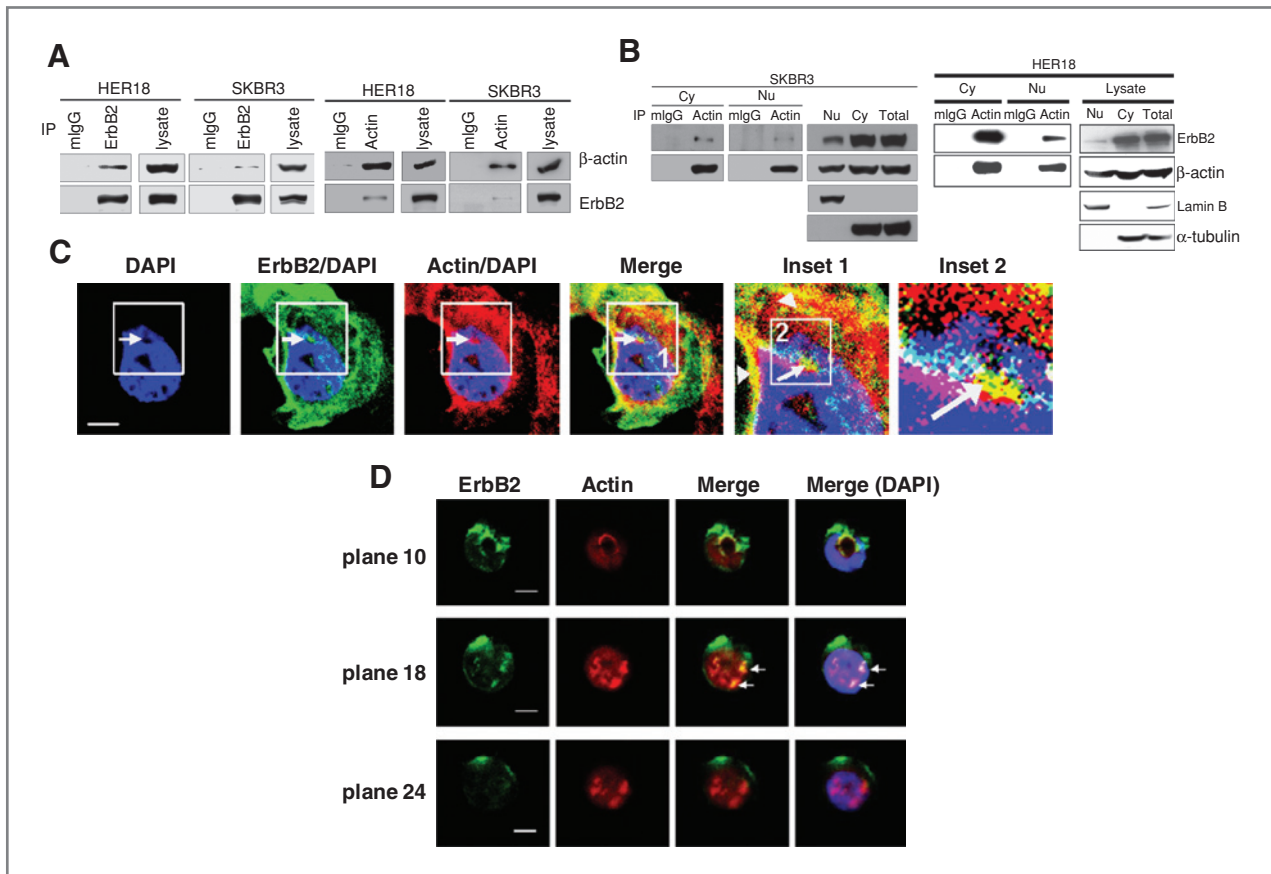 A
HER18 SKBR3 HER18 SKBR3
IP mIgG ErbB2 lysate mIgG ErbB2 lysate mIgG Actin lysate mIgG Actin lysate
β-actin
ErbB2
B
SKBR3
Cy Nu
IP mIgG Actin mIgG Actin Nu Cy Total
HER18
Cy Nu Lysate
mIgG Actin mIgG Actin Nu Cy Total
ErbB2
β-actin
Lamin B
α-tubulin
C
DAPI ErbB2/DAPI Actin/DAPI Merge Inset 1 Inset 2
1
2
D
ErbB2 Actin Merge Merge (DAPI)
plane 10
plane 18
plane 24